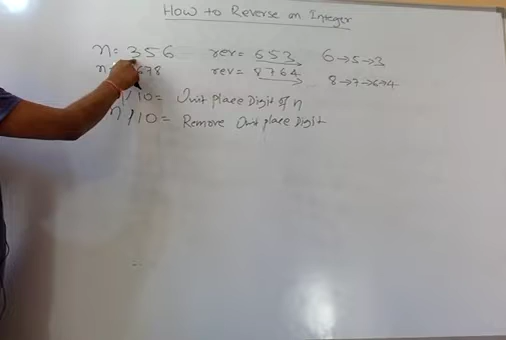 How to Reverse an Integer
n= 356 rev= 653 6→5→3
n= 678 rev= 8764 8→7→6→4
/10= Unit place Digit of n
n /10= Remove Unit place Digit